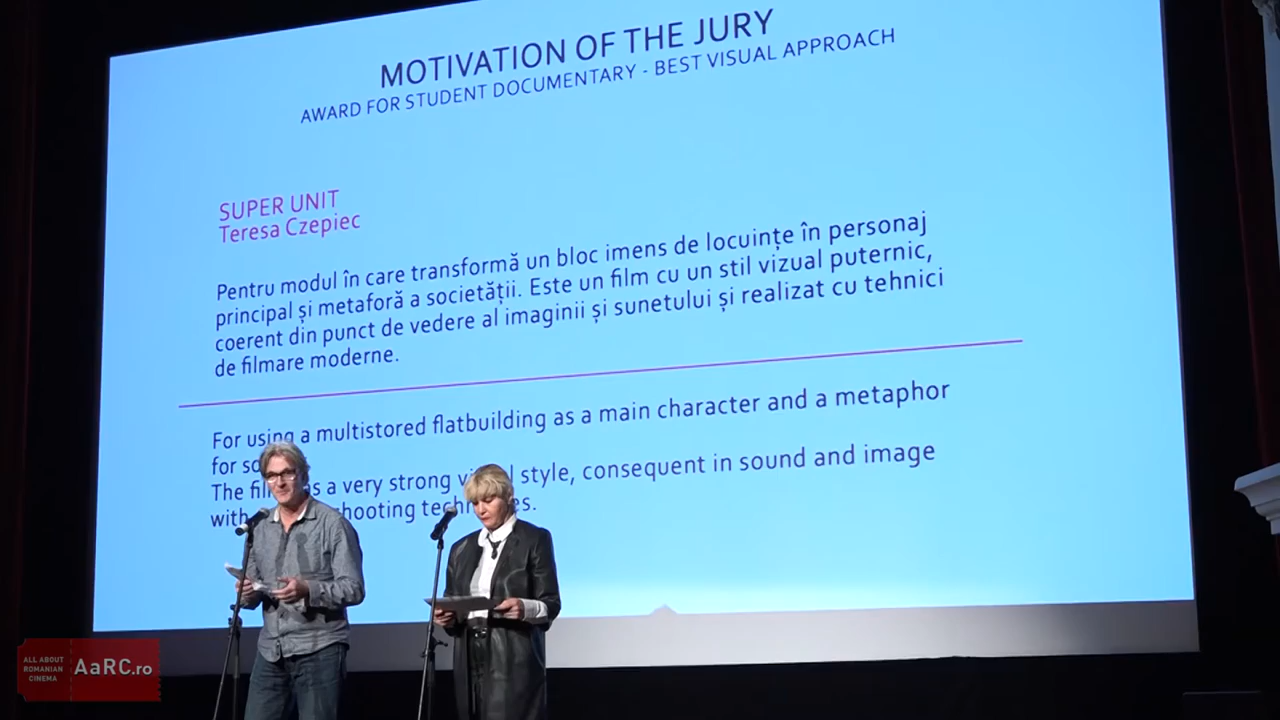 MOTIVATION OF THE JURY
AWARD FOR STUDENT DOCUMENTARY - BEST VISUAL APPROACH
SUPER UNIT
Teresa Czepiec
Pentru modul în care transformă un bloc imens de locuințe în personaj
principal și metaforă a societății. Este un film cu un stil vizual puternic,
coerent din punct de vedere al imaginii și sunetului și realizat cu tehnici
de filmare moderne.
For using a multistored flatbuilding as a main character and a metaphor
for
The a very strong style, consequent in sound and image
with
ALL ABOUT
ROMANIAN
CINEMA
AaRC.ro